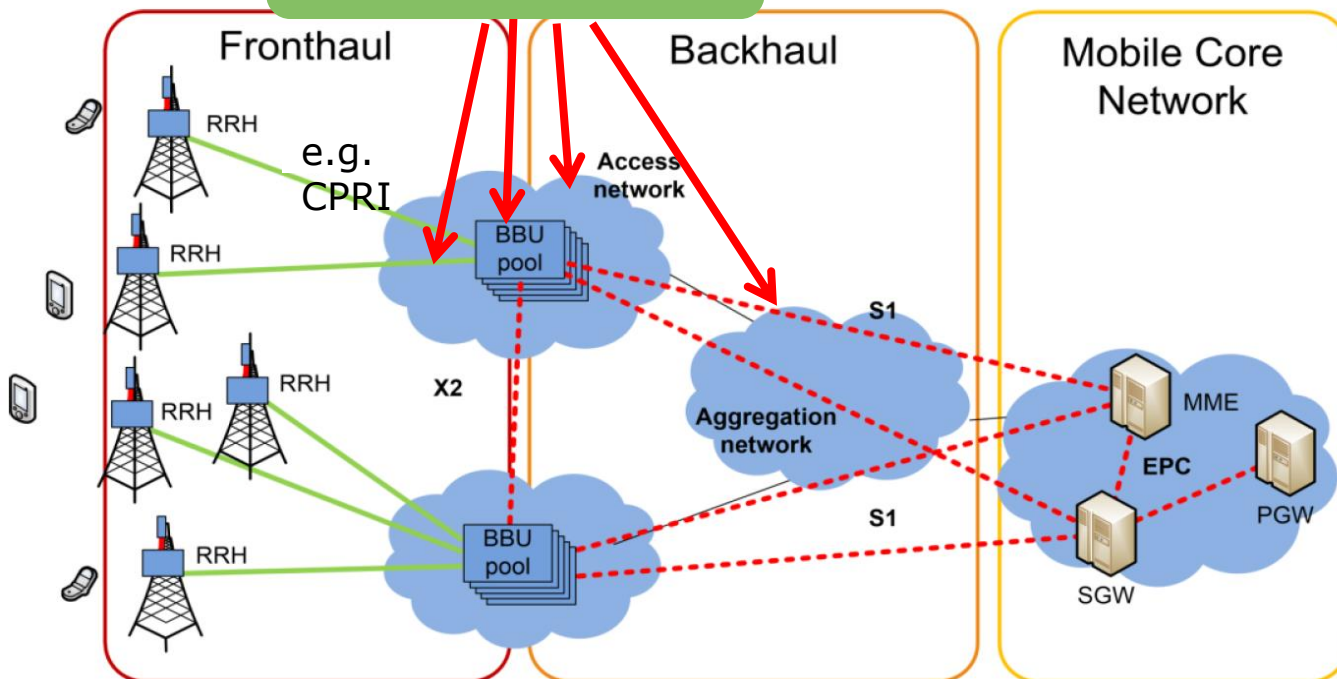 Fronthaul
Backhaul
Mobile Core
Network
RRH
e.g.
CPRI
Access
network
RRH
BBU
pool
S1
RRH
X2
RRH
MME
Aggregation
network
EPC
PGW
S1
RRH
BBU
pool
SGW